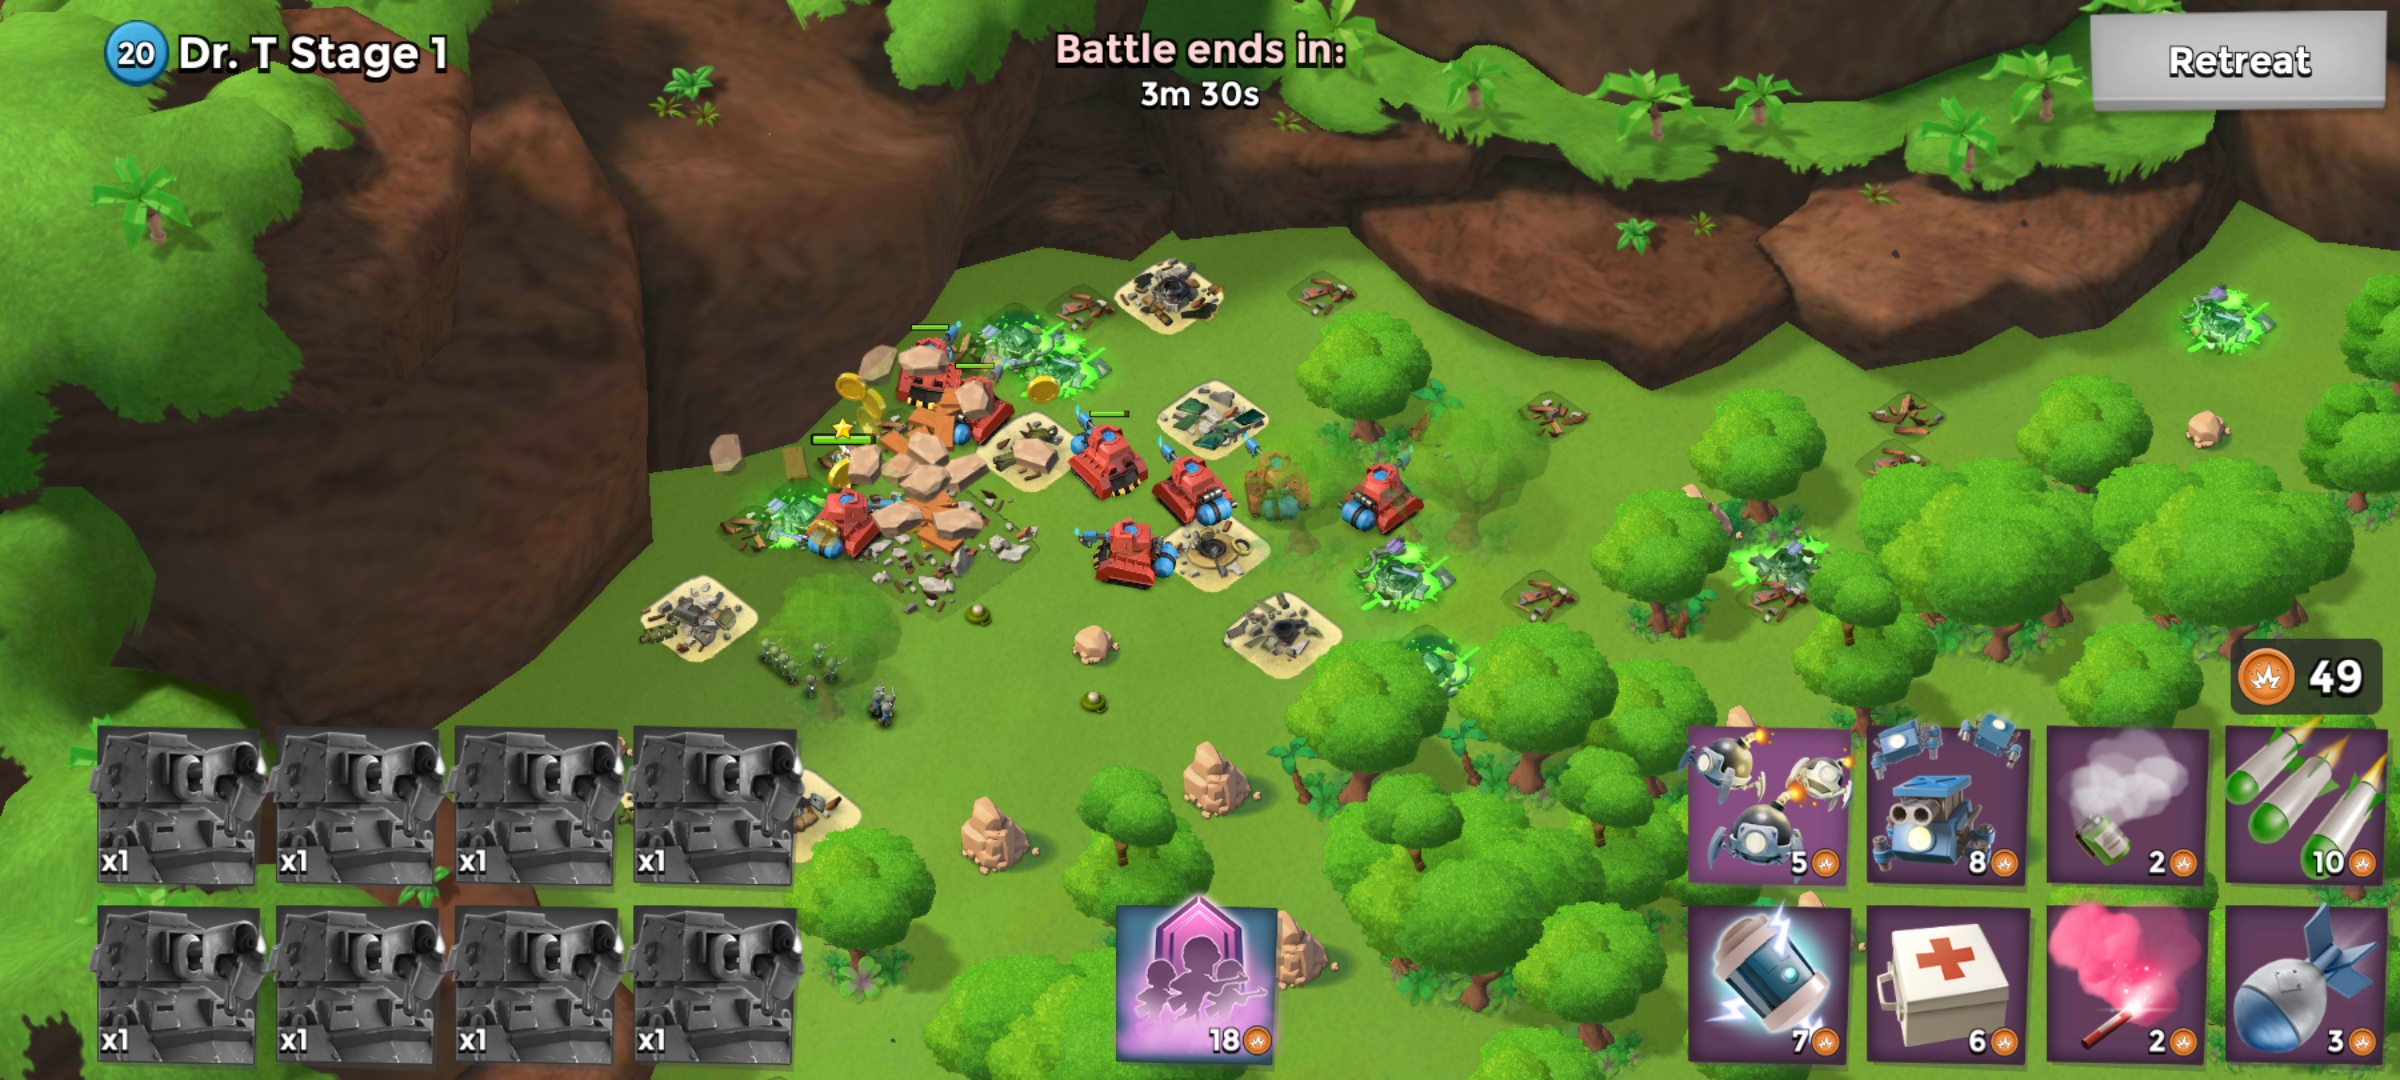 20 Dr. T Stage 1
Battle ends in:
3m 30s
Retreat
49
x1 x1 x1 x1
5 8 2 10
x1 x1 x1 x1
18
7 6 2 3